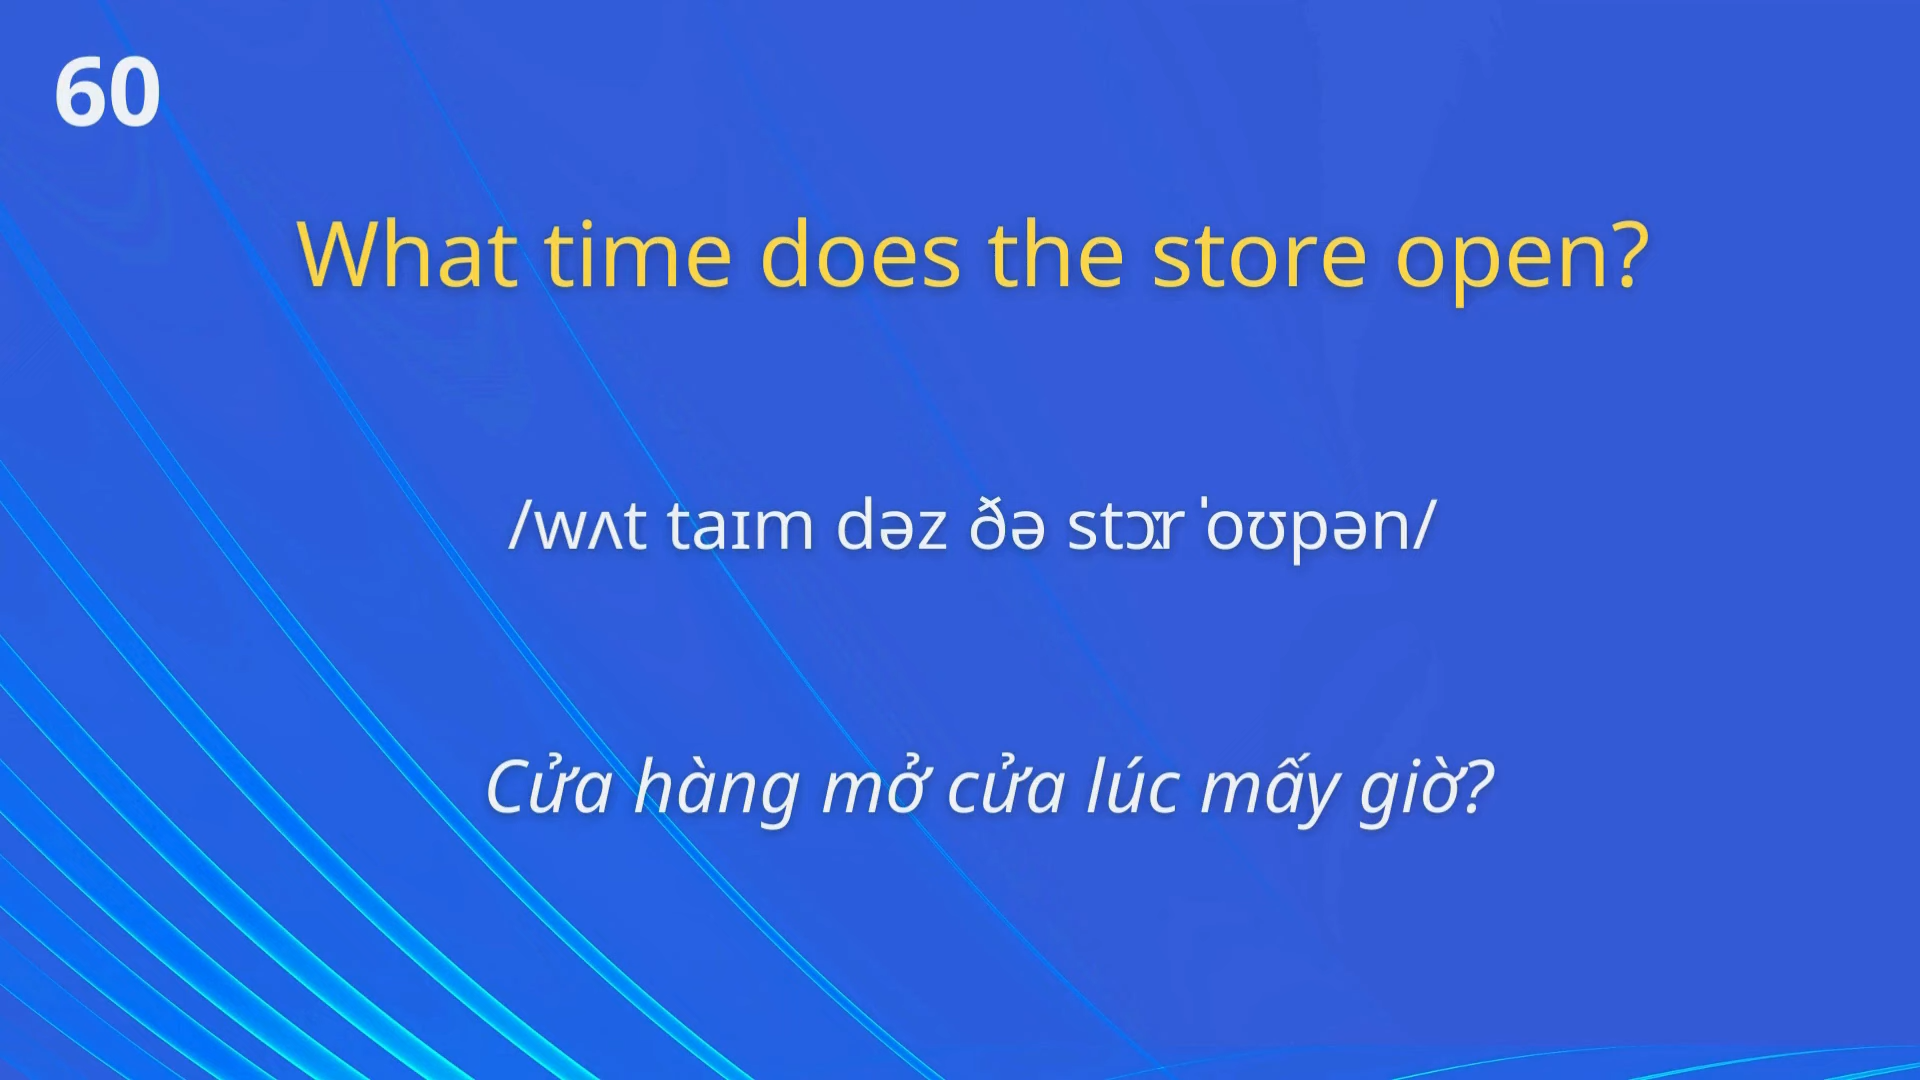 60
What time does the store open?
/wʌt taɪm dəz ðə stɔːr ˈoʊpən/
Cửa hàng mở cửa lúc mấy giờ?